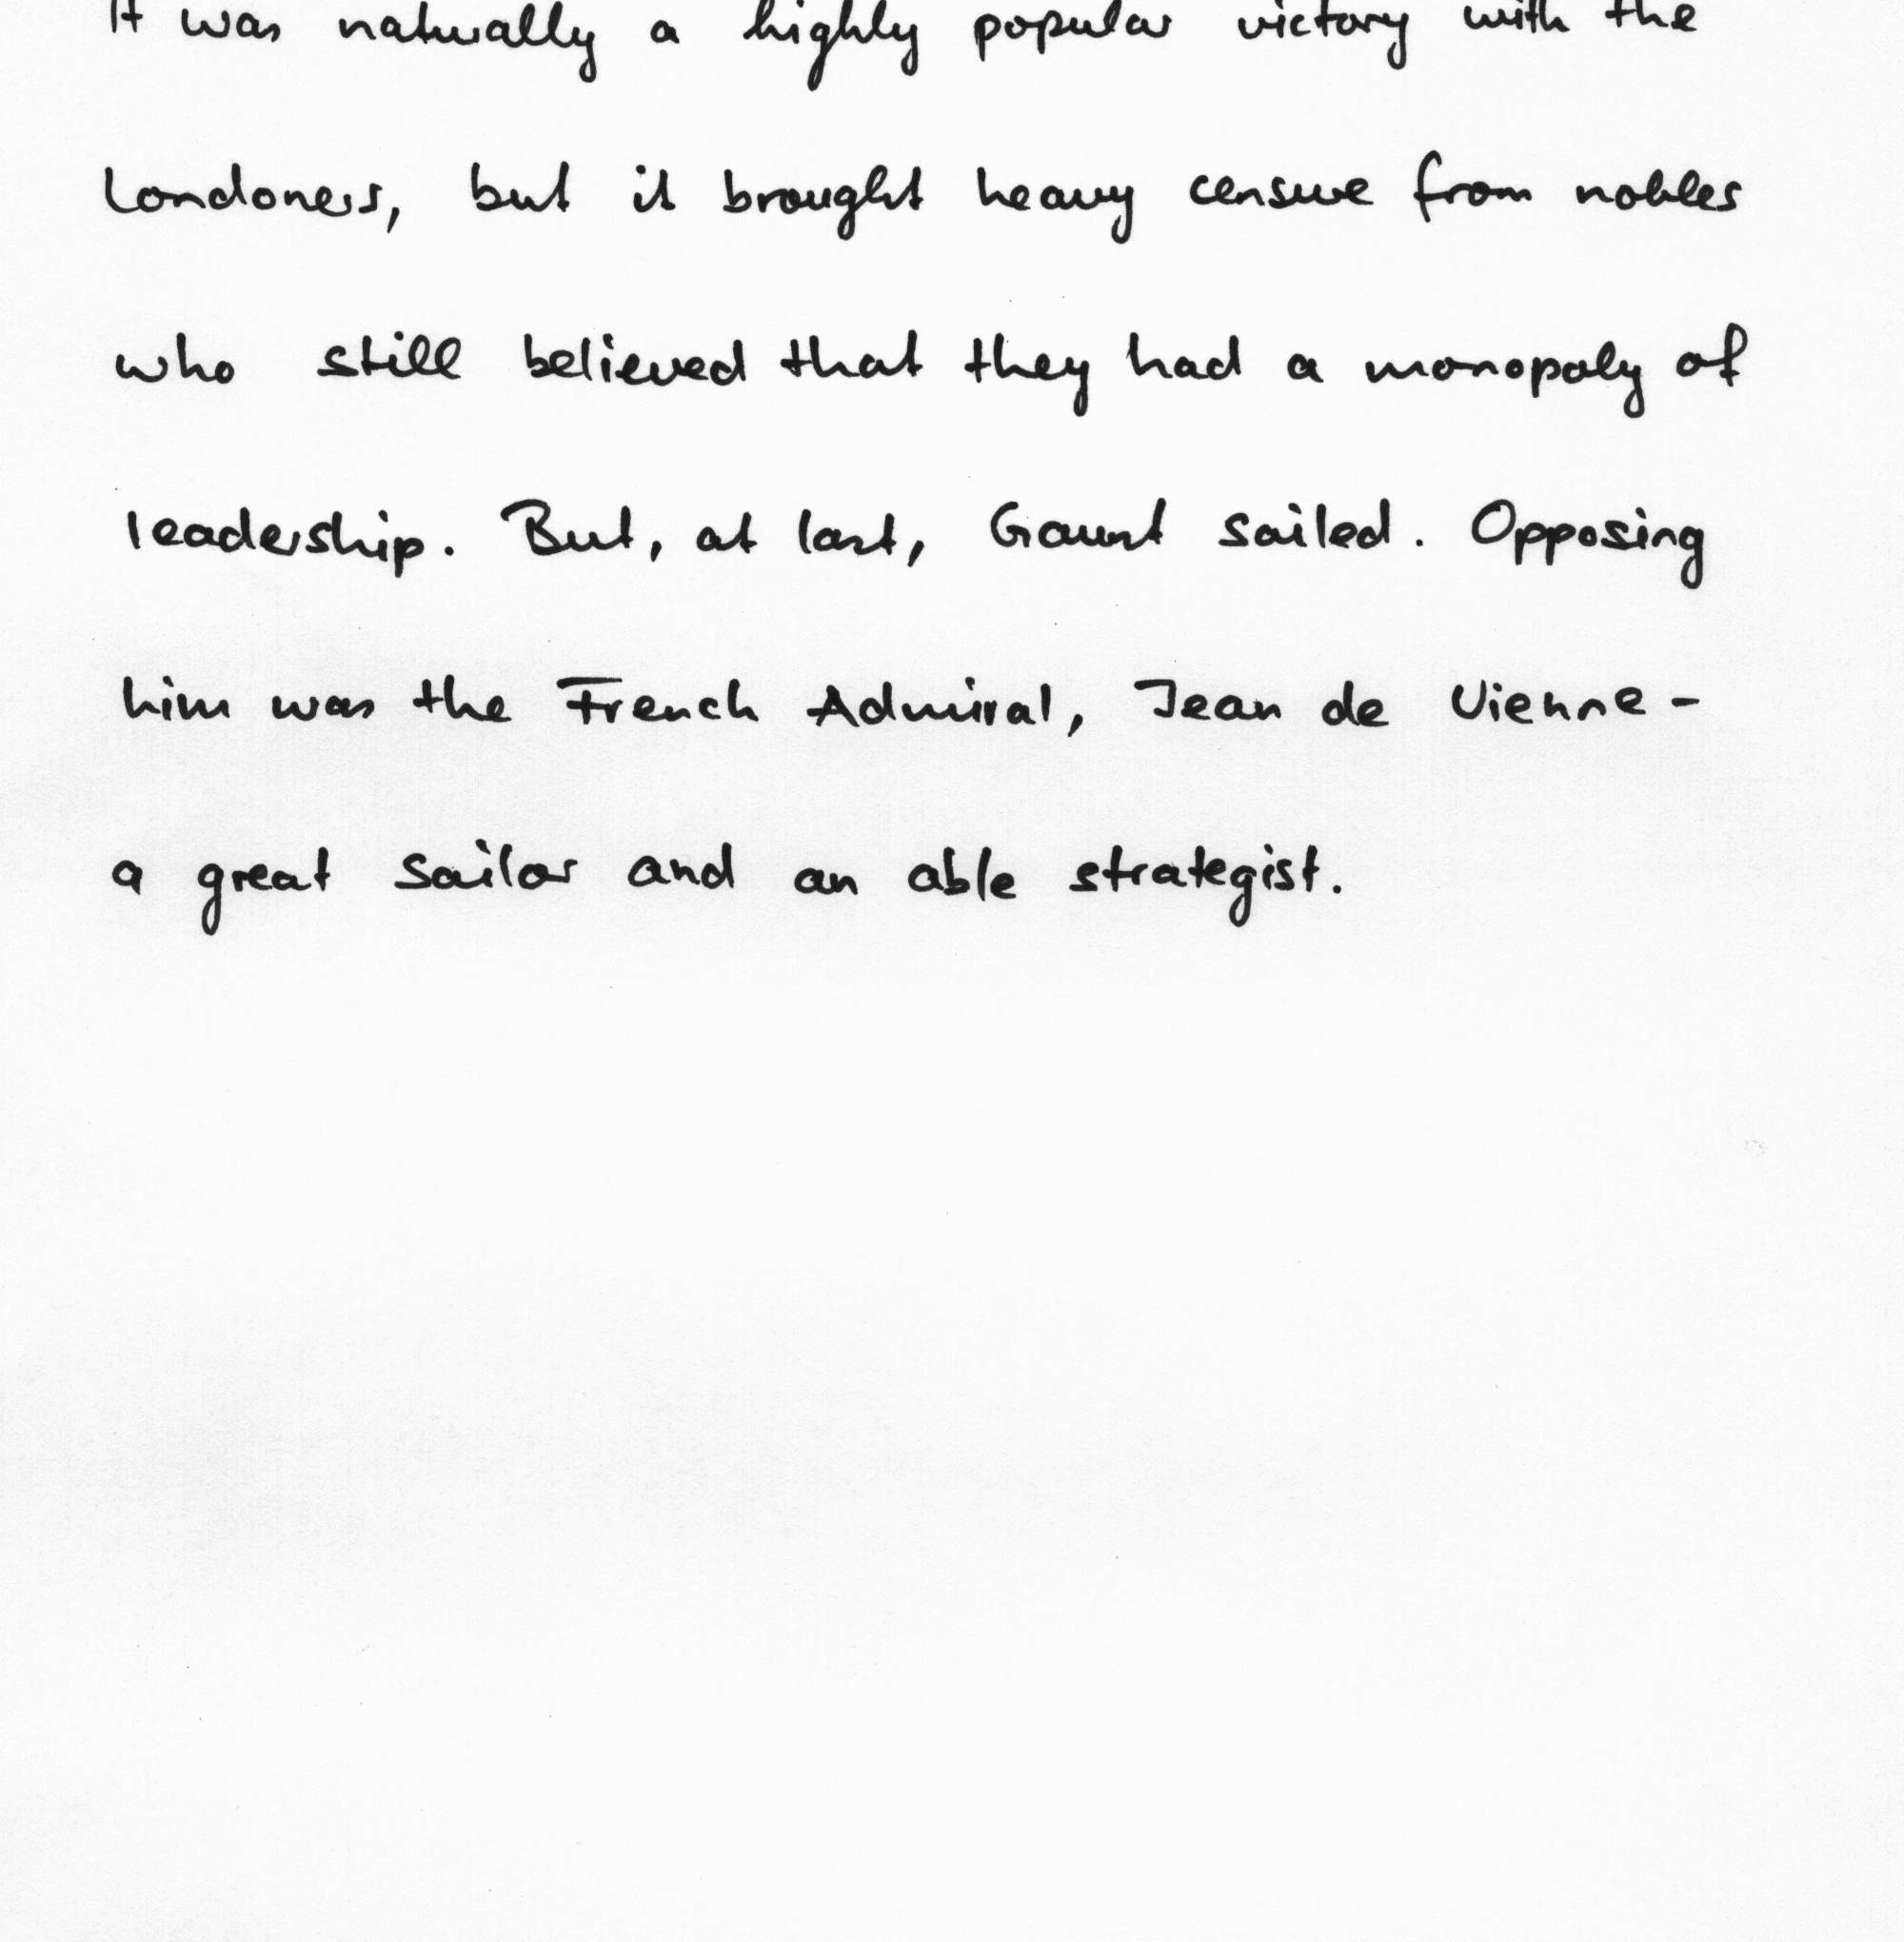 It was naturally a highly popular victory with the
Londoners, but it brought heavy censure from nobles
who still believed that they had a monopoly of
leadership. But, at last, Gaunt sailed. Opposing
him was the French Admiral, Jean de Vienne -
a great sailor and an able strategist.